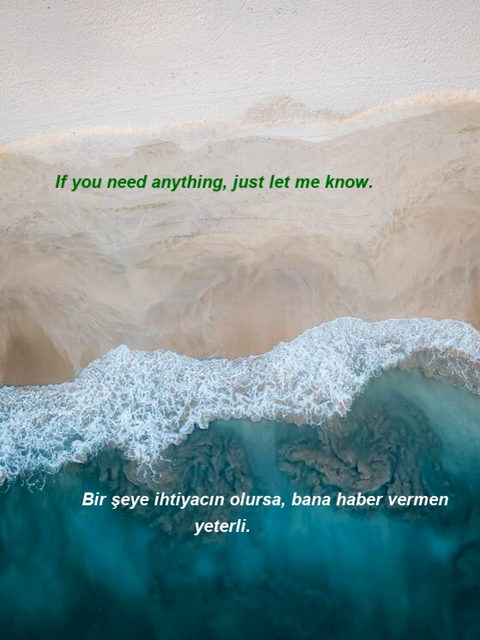 If you need anything, just let me know.
Bir şeye ihtiyacın olursa, bana haber vermen
yeterli.